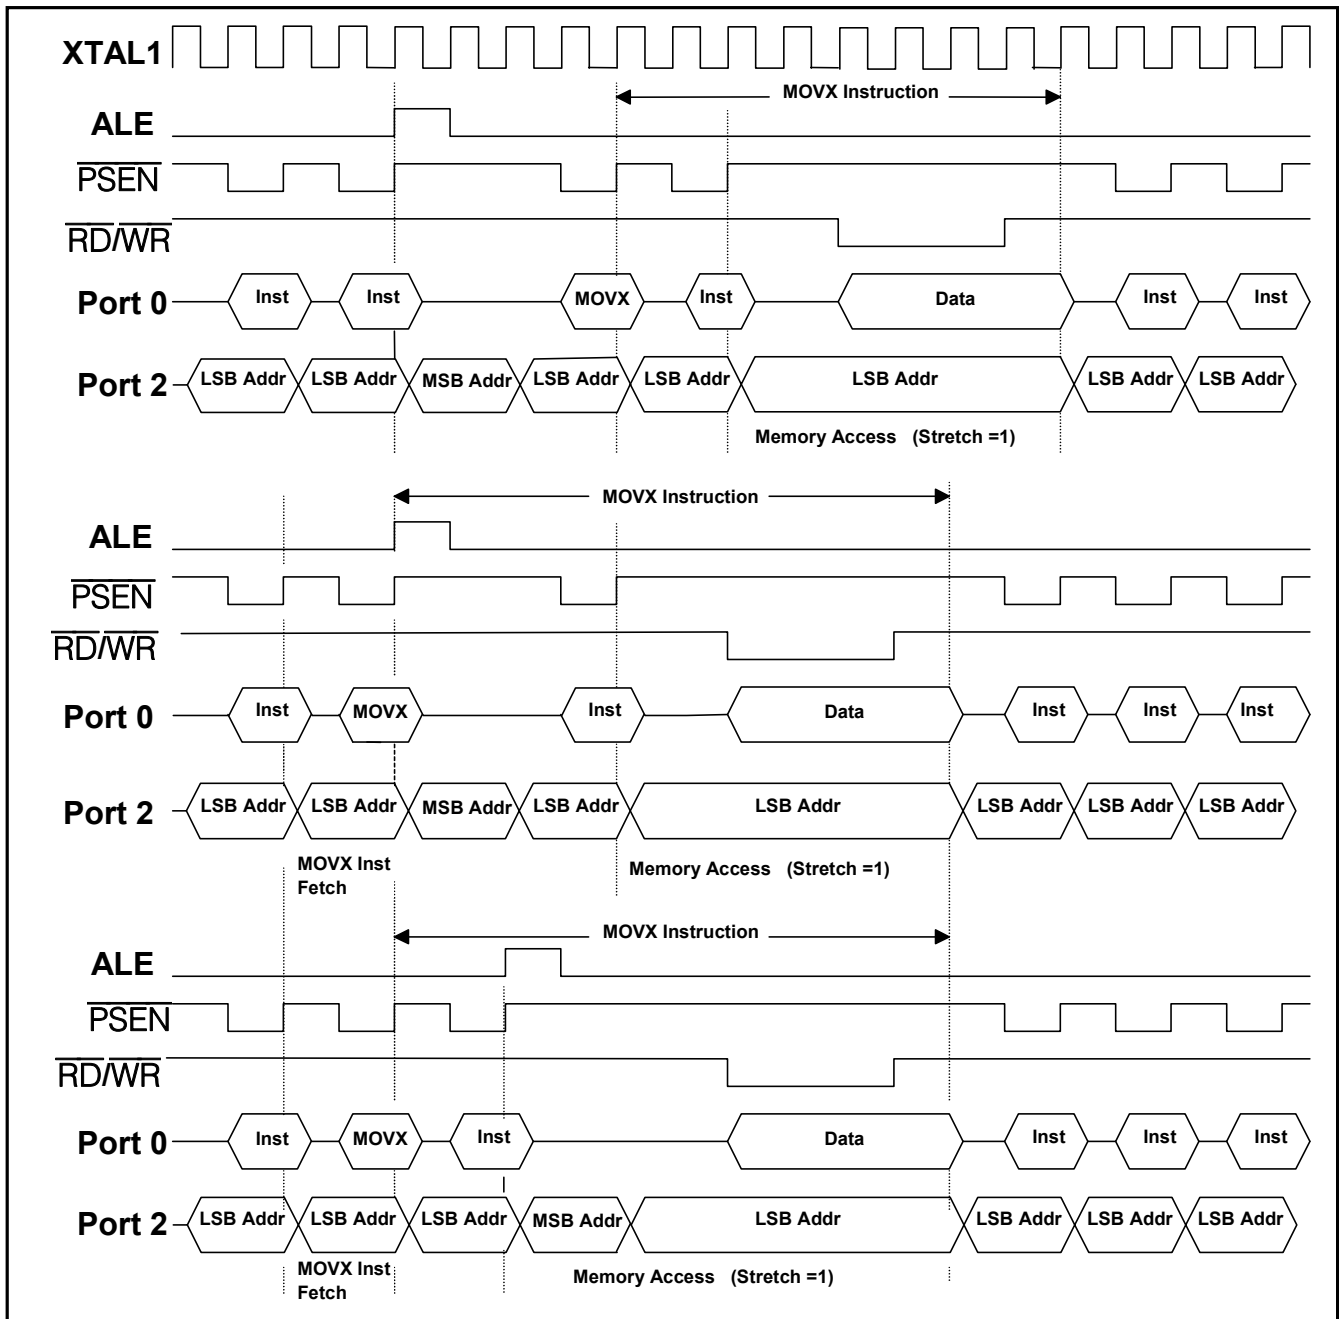 XTAL1
MOVX Instruction
ALE
PSEN
RD/WR
Port 0 Inst Inst MOVX Inst Data Inst Inst
Port 2 LSB Addr LSB Addr MSB Addr LSB Addr LSB Addr LSB Addr LSB Addr LSB Addr
Memory Access (Stretch =1)
MOVX Instruction
ALE
PSEN
RD/WR
Port 0 Inst MOVX Inst Data Inst Inst Inst
Port 2 LSB Addr LSB Addr MSB Addr LSB Addr LSB Addr LSB Addr LSB Addr LSB Addr
MOVX Inst
Fetch
Memory Access (Stretch =1)
MOVX Instruction
ALE
PSEN
RD/WR
Port 0 Inst MOVX Inst Data Inst Inst Inst
Port 2 LSB Addr LSB Addr LSB Addr MSB Addr LSB Addr LSB Addr LSB Addr LSB Addr
MOVX Inst
Fetch
Memory Access (Stretch =1)